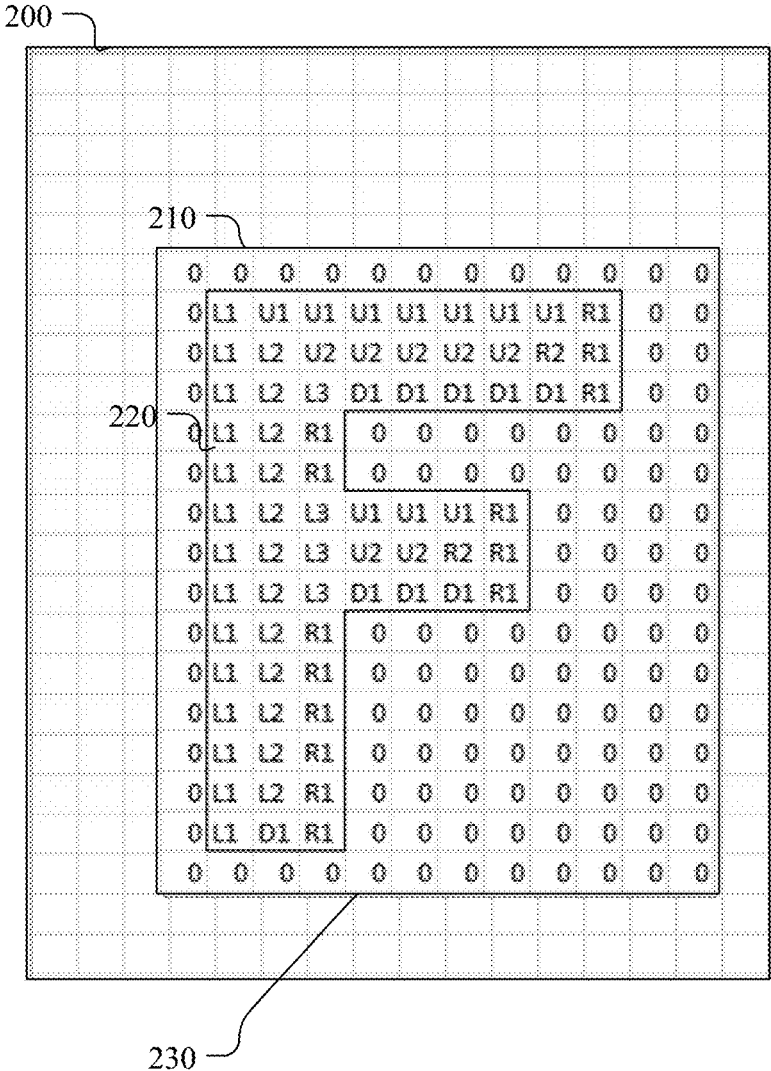 200
210
0 0 0 0 0 0 0 0 0 0 0 0
0 L1 U1 U1 U1 U1 U1 U1 U1 R1 0 0
0 L1 L2 U2 U2 U2 U2 U2 R2 R1 0 0
0 L1 L2 L3 D1 D1 D1 D1 D1 R1 0 0
220
0 L1 L2 R1 0 0 0 0 0 0 0 0
0 L1 L2 R1 0 0 0 0 0 0 0 0
0 L1 L2 L3 U1 U1 U1 R1 0 0 0 0
0 L1 L2 L3 U2 U2 R2 R1 0 0 0 0
0 L1 L2 L3 D1 D1 D1 R1 0 0 0 0
0 L1 L2 R1 0 0 0 0 0 0 0 0
0 L1 L2 R1 0 0 0 0 0 0 0 0
0 L1 L2 R1 0 0 0 0 0 0 0 0
0 L1 L2 R1 0 0 0 0 0 0 0 0
0 L1 L2 R1 0 0 0 0 0 0 0 0
0 L1 D1 R1 0 0 0 0 0 0 0 0
0 0 0 0 0 0 0 0 0 0 0 0
230